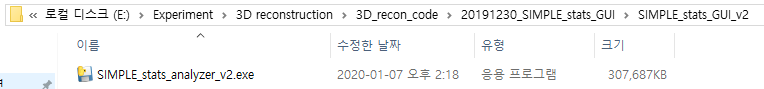 « 로컬 디스크 (E:) > Experiment > 3D reconstruction > 3D_recon_code > 20191230_SIMPLE_stats_GUI > SIMPLE_stats_GUI_v2
이름 수정한 날짜 유형 크기
SIMPLE_stats_analyzer_v2.exe 2020-01-07 오후 2:18 응용 프로그램 307,687KB